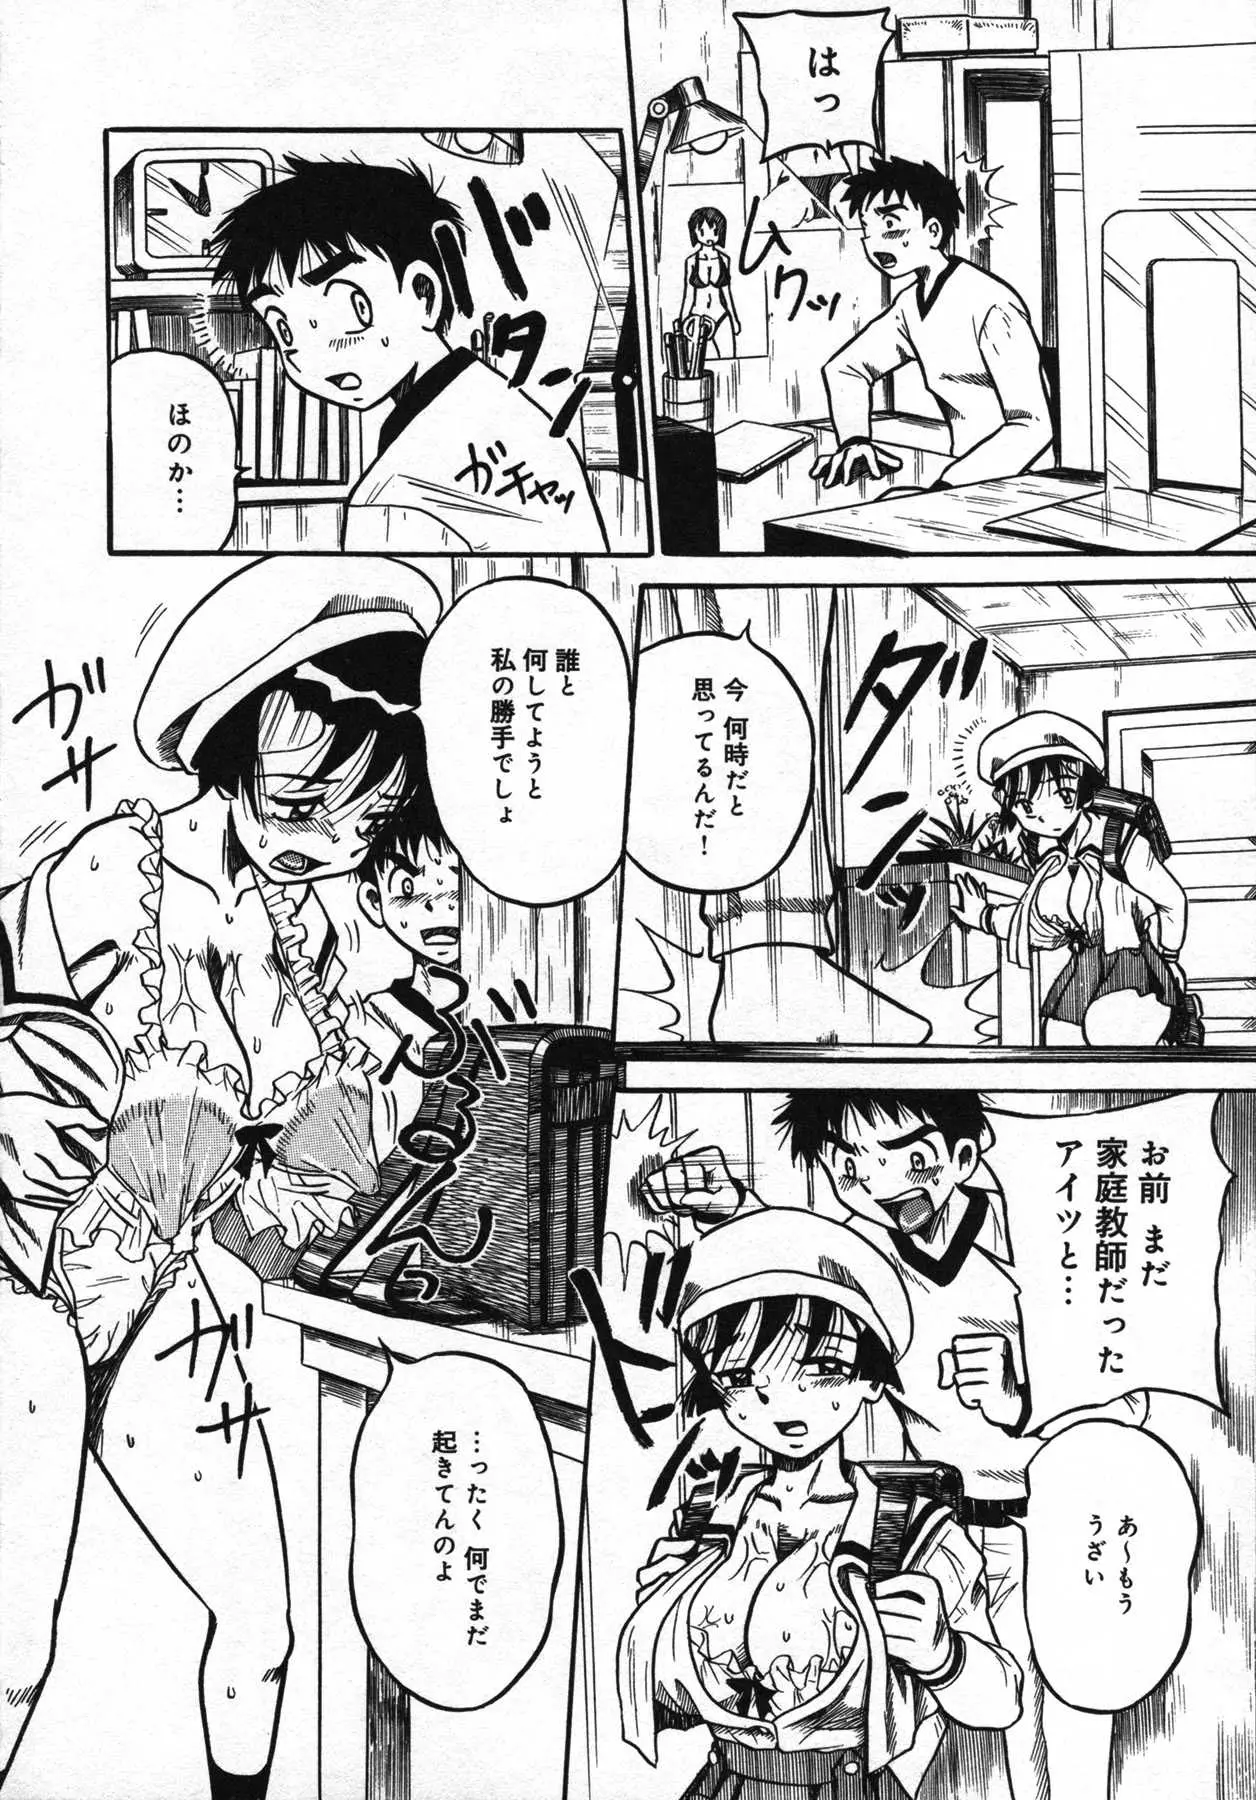 はっ
ムクッ
ダタンッ
ガチャッ
ほのか…
ダンッ
今 何時だと
思ってるんだ！
誰と
何してようと
私の勝手でしょ
ガサ
ぶるんっ
ガサ
お前 まだ
家庭教師だった
アイツと…
ドッ
あ〜もう
うざい
…ったく 何でまだ
起きてんのよ